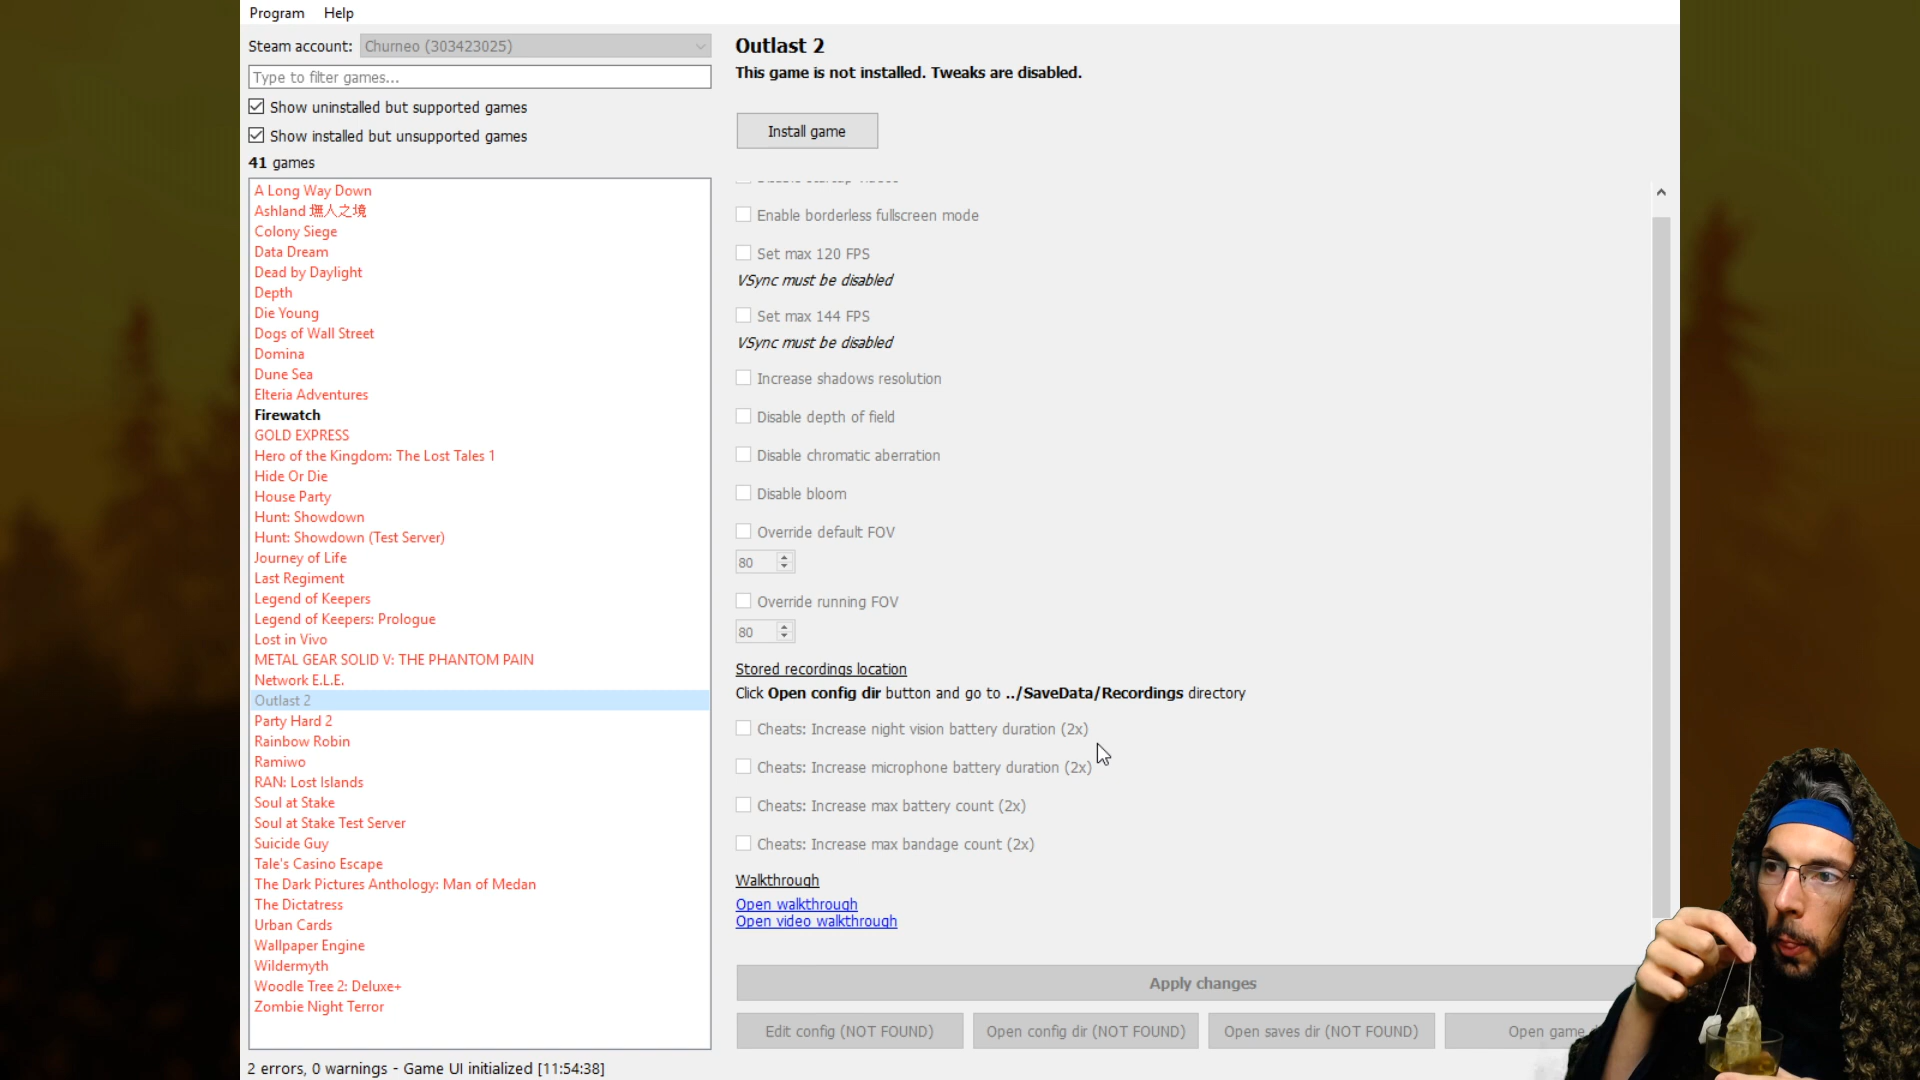 Program Help
Steam account: Churneo (303423025)
Type to filter games...
Show uninstalled but supported games
Show installed but unsupported games
41 games
A Long Way Down
Ashland 憮人之境
Colony Siege
Data Dream
Dead by Daylight
Depth
Die Young
Dogs of Wall Street
Domina
Dune Sea
Elteria Adventures
Firewatch
GOLD EXPRESS
Hero of the Kingdom: The Lost Tales 1
Hide Or Die
House Party
Hunt: Showdown
Hunt: Showdown (Test Server)
Journey of Life
Last Regiment
Legend of Keepers
Legend of Keepers: Prologue
Lost in Vivo
METAL GEAR SOLID V: THE PHANTOM PAIN
Network E.L.E.
Outlast 2
Party Hard 2
Rainbow Robin
Ramiwo
RAN: Lost Islands
Soul at Stake
Soul at Stake Test Server
Suicide Guy
Tale's Casino Escape
The Dark Pictures Anthology: Man of Medan
The Dictatress
Urban Cards
Wallpaper Engine
Wildermyth
Woodle Tree 2: Deluxe+
Zombie Night Terror
2 errors, 0 warnings - Game UI initialized [11:54:38]
Outlast 2
This game is not installed. Tweaks are disabled.
Install game
Enable borderless fullscreen mode
Set max 120 FPS
VSync must be disabled
Set max 144 FPS
VSync must be disabled
Increase shadows resolution
Disable depth of field
Disable chromatic aberration
Disable bloom
Override default FOV
80
Override running FOV
80
Stored recordings location
Click Open config dir button and go to ../SaveData/Recordings directory
Cheats: Increase night vision battery duration (2x)
Cheats: Increase microphone battery duration (2x)
Cheats: Increase max battery count (2x)
Cheats: Increase max bandage count (2x)
Walkthrough
Open walkthrough
Open video walkthrough
Apply changes
Edit config (NOT FOUND) Open config dir (NOT FOUND) Open saves dir (NOT FOUND) Open game